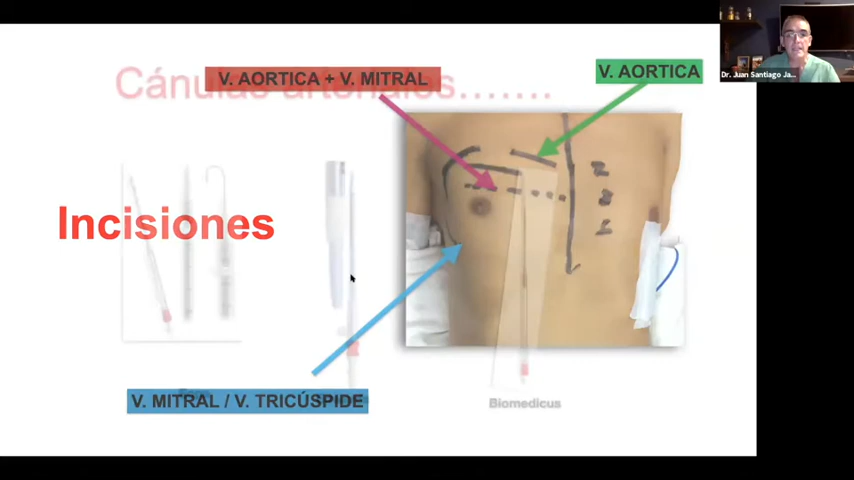 Cánulas arteriales.......
V. AORTICA + V. MITRAL
V. AORTICA
Dr. Juan Santiago Ja...
Incisiones
V. MITRAL / V. TRICÚSPIDE
Biomedicus